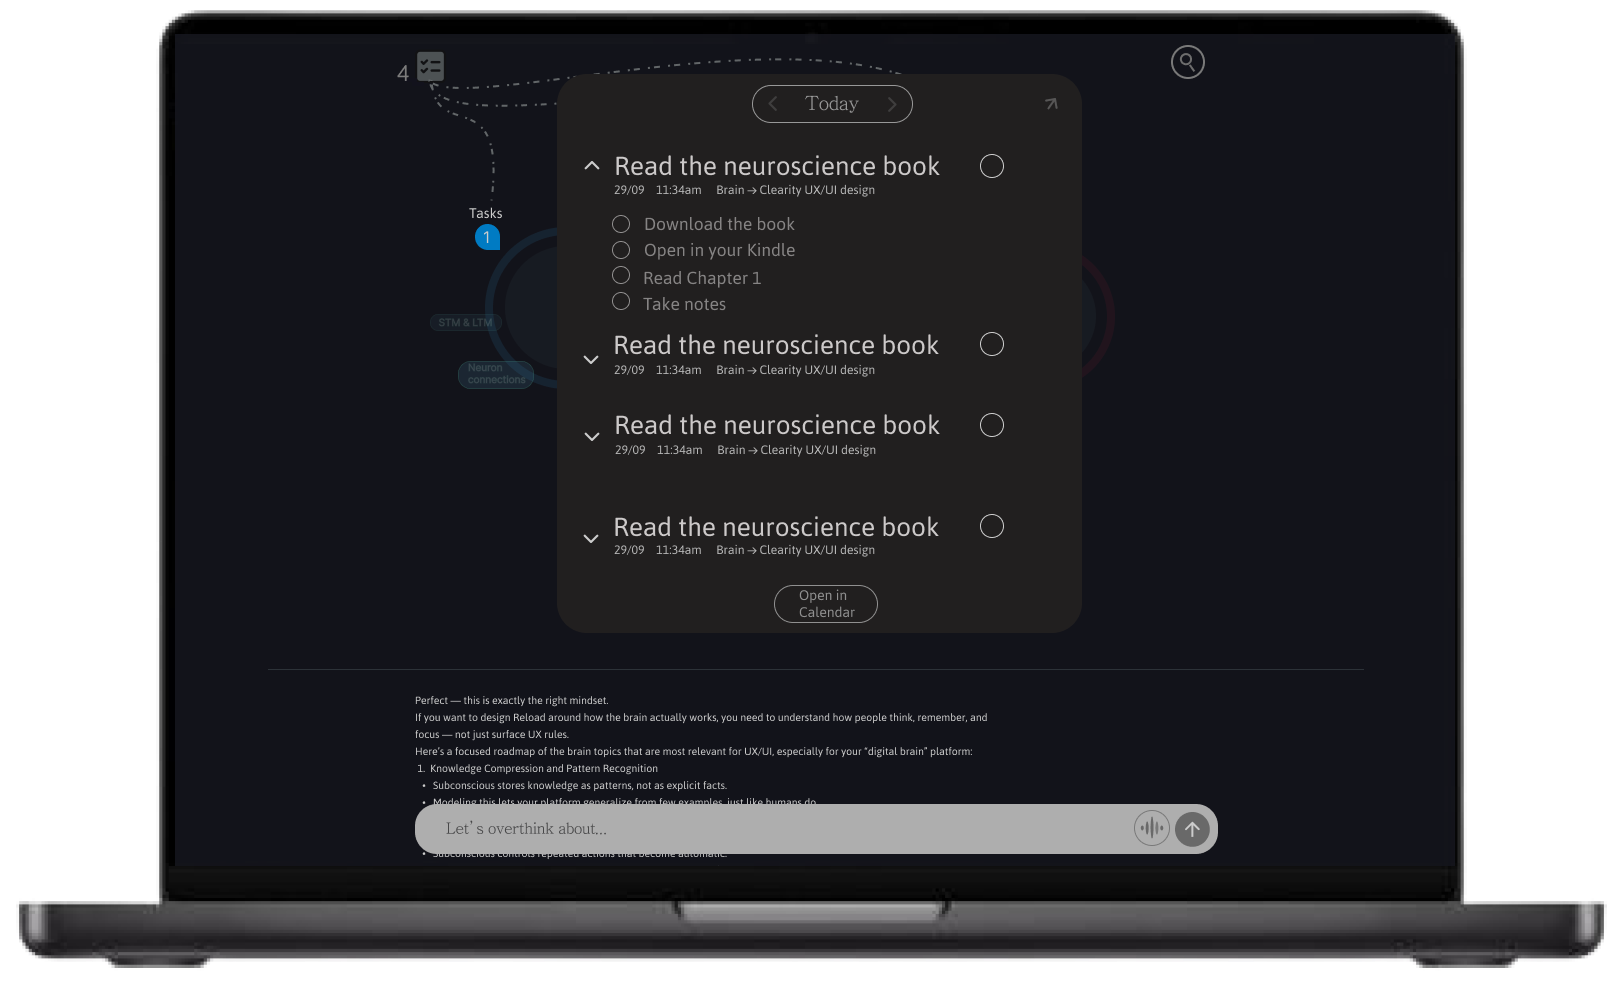 4
Today
Read the neuroscience book
29/09 11:34am Brain → Clearity UX/UI design
Download the book
Open in your Kindle
Read Chapter 1
Take notes
Tasks
1
STM & LTM
Neuron
connections
Read the neuroscience book
29/09 11:34am Brain → Clearity UX/UI design
Read the neuroscience book
29/09 11:34am Brain → Clearity UX/UI design
Read the neuroscience book
29/09 11:34am Brain → Clearity UX/UI design
Open in
Calendar
Perfect — this is exactly the right mindset.
If you want to design Reload around how the brain actually works, you need to understand how people think, remember, and
focus — not just surface UX rules.
Here's a focused roadmap of the brain topics that are most relevant for UX/UI, especially for your “digital brain” platform:
1. Knowledge Compression and Pattern Recognition
• Subconscious stores knowledge as patterns, not as explicit facts.
• Modeling this lets your platform generalize from few examples, just like humans do.
Let's overthink about...
• Subconscious controls repeated actions that become automatic.